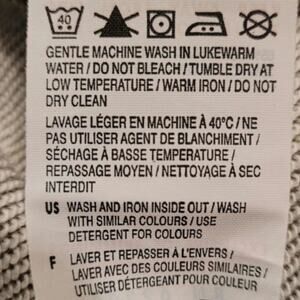 40
GENTLE MACHINE WASH IN LUKEWARM
WATER / DO NOT BLEACH / TUMBLE DRY AT
LOW TEMPERATURE / WARM IRON / DO NOT
DRY CLEAN
LAVAGE LÉGER EN MACHINE À 40°C / NE
PAS UTILISER AGENT DE BLANCHIMENT /
SÉCHAGE À BASSE TEMPERATURE /
REPASSAGE MOYEN / NETTOYAGE À SEC
INTERDIT
US WASH AND IRON INSIDE OUT / WASH
WITH SIMILAR COLOURS / USE
DETERGENT FOR COLOURS
F LAVER ET REPASSER À L'ENVERS /
LAVER AVEC DES COULEURS SIMILAIRES /
UTILISER DÉTERGENT POUR COULEUR